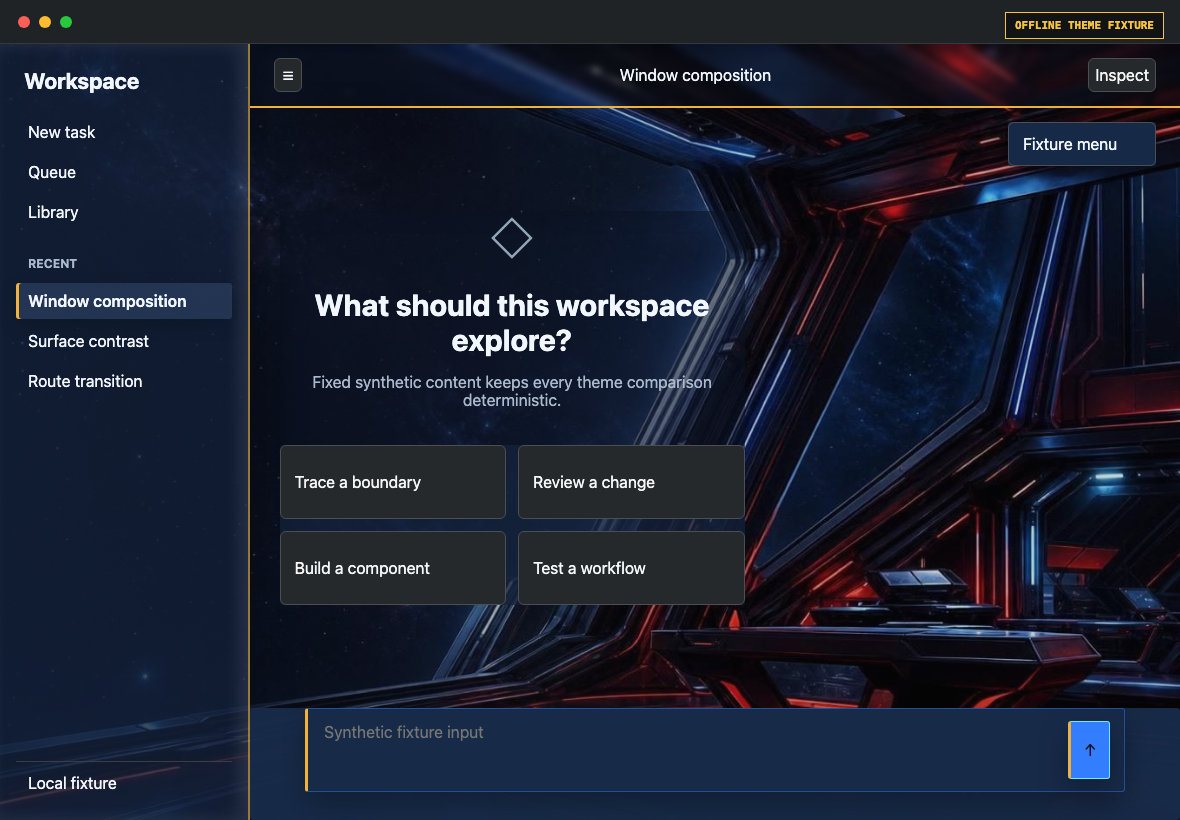 OFFLINE THEME FIXTURE
Workspace
New task
Queue
Library
RECENT
Window composition
Surface contrast
Route transition
Local fixture
Window composition
Inspect
Fixture menu
What should this workspace
explore?
Fixed synthetic content keeps every theme comparison
deterministic.
Trace a boundary
Review a change
Build a component
Test a workflow
Synthetic fixture input